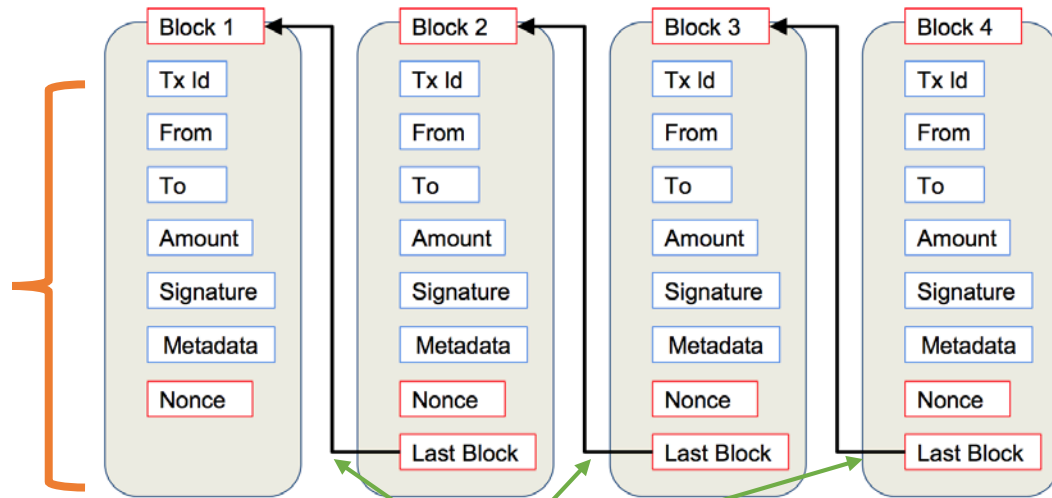 Block 1
Tx Id
From
To
Amount
Signature
Metadata
Nonce
Block 2
Tx Id
From
To
Amount
Signature
Metadata
Nonce
Last Block
Block 3
Tx Id
From
To
Amount
Signature
Metadata
Nonce
Last Block
Block 4
Tx Id
From
To
Amount
Signature
Metadata
Nonce
Last Block